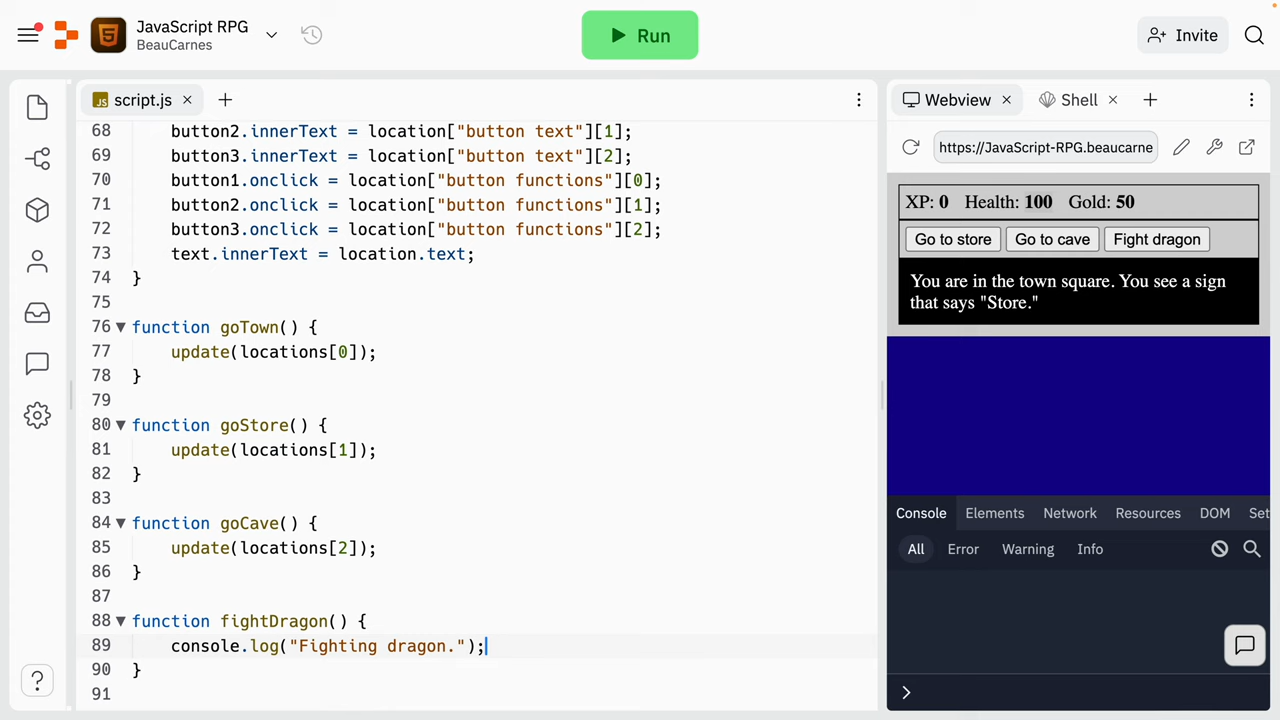 JavaScript RPG
BeauCarnes
Run
Invite
JS script.js
68 button2.innerText = location["button text"][1];
69 button3.innerText = location["button text"][2];
70 button1.onclick = location["button functions"][0];
71 button2.onclick = location["button functions"][1];
72 button3.onclick = location["button functions"][2];
73 text.innerText = location.text;
74 }
75
76 function goTown() {
77 update(locations[0]);
78 }
79
80 function goStore() {
81 update(locations[1]);
82 }
83
84 function goCave() {
85 update(locations[2]);
86 }
87
88 function fightDragon() {
89 console.log("Fighting dragon.");
90 }
91
Webview Shell
https://JavaScript-RPG.beaucarne
XP: 0 Health: 100 Gold: 50
Go to store Go to cave Fight dragon
You are in the town square. You see a sign
that says "Store."
Console Elements Network Resources DOM Set
All Error Warning Info